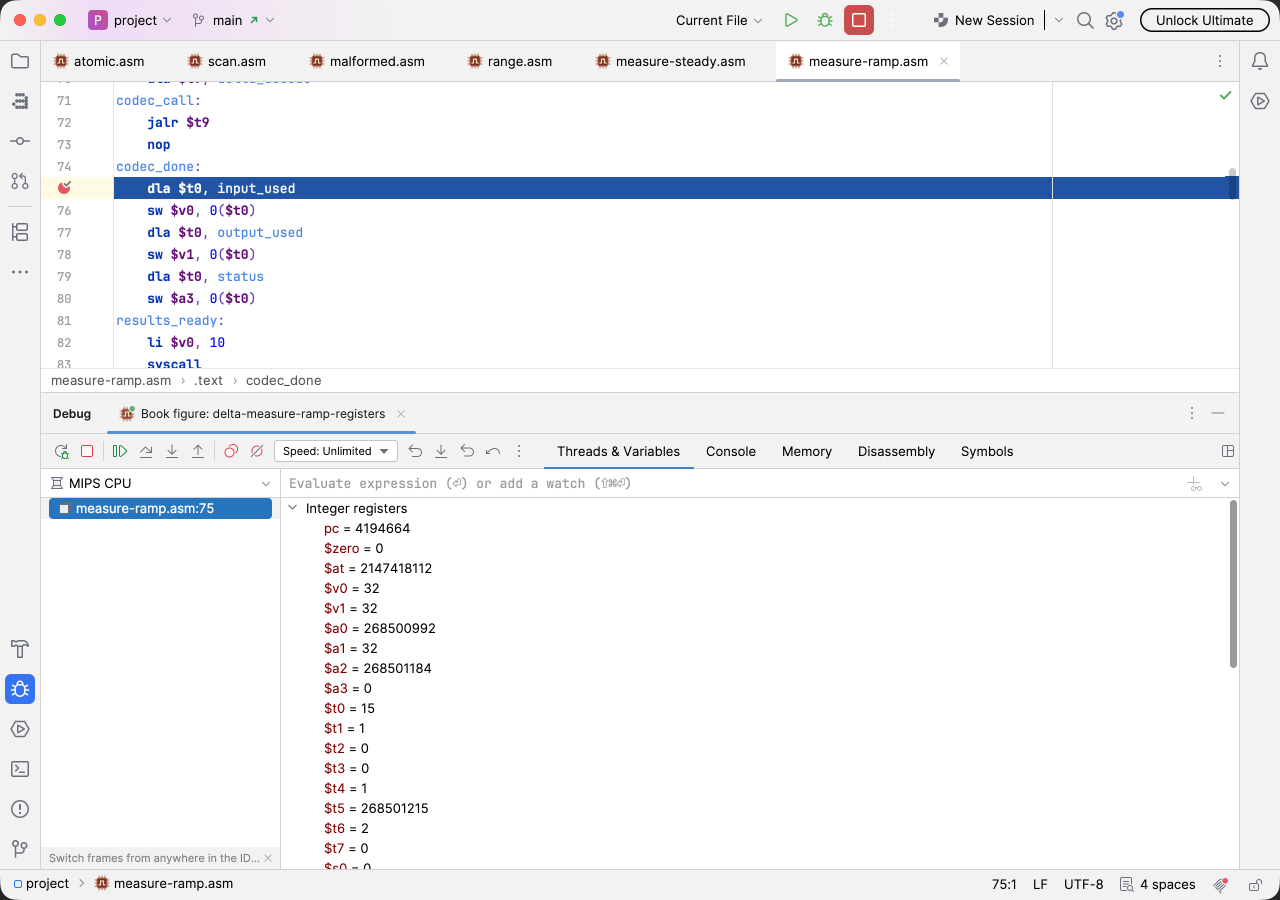 P project main Current File New Session Unlock Ultimate
atomic.asm scan.asm malformed.asm range.asm measure-steady.asm measure-ramp.asm
71 codec_call:
72 jalr $t9
73 nop
74 codec_done:
dla $t0, input_used
76 sw $v0, 0($t0)
77 dla $t0, output_used
78 sw $v1, 0($t0)
79 dla $t0, status
80 sw $a3, 0($t0)
81 results_ready:
82 li $v0, 10
83 syscall
measure-ramp.asm › .text › codec_done
Debug Book figure: delta-measure-ramp-registers
Speed: Unlimited Threads & Variables Console Memory Disassembly Symbols
MIPS CPU Evaluate expression (⏎) or add a watch (⇧⌘⏎)
measure-ramp.asm:75
Integer registers
pc = 4194664
$zero = 0
$at = 2147418112
$v0 = 32
$v1 = 32
$a0 = 268500992
$a1 = 32
$a2 = 268501184
$a3 = 0
$t0 = 15
$t1 = 1
$t2 = 0
$t3 = 0
$t4 = 1
$t5 = 268501215
$t6 = 2
$t7 = 0
$s0 = 0
Switch frames from anywhere in the ID...
project › measure-ramp.asm 75:1 LF UTF-8 4 spaces